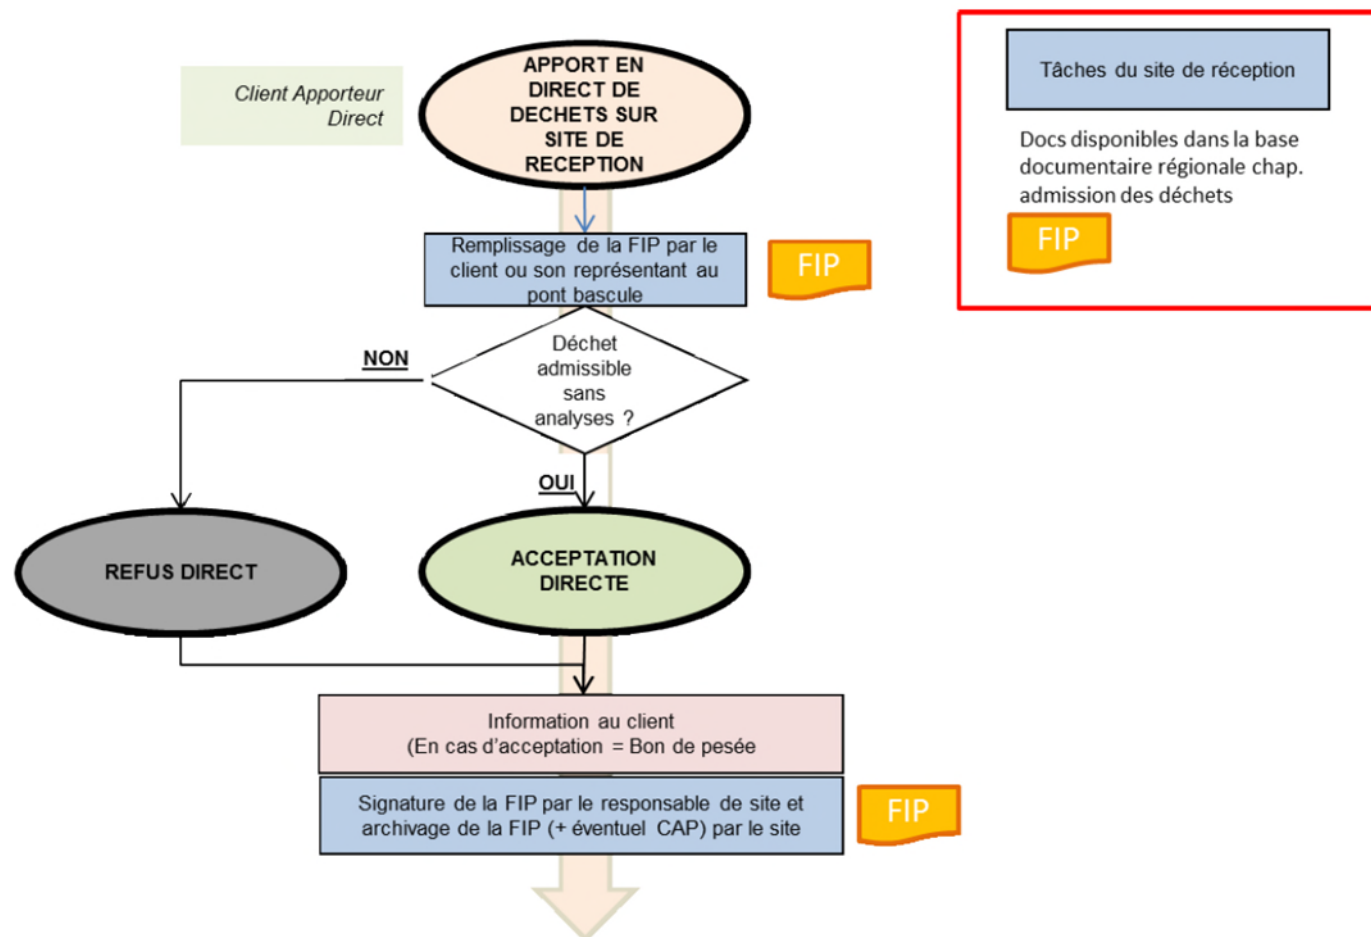 Client Apporteur
Direct
APPORT EN
DIRECT DE
DECHETS SUR
SITE DE
RECEPTION
Tâches du site de réception
Docs disponibles dans la base
documentaire régionale chap.
admission des déchets
FIP
Remplissage de la FIP par le
client ou son représentant au
pont bascule
FIP
Déchet
admissible
sans
analyses ?
NON
OUI
REFUS DIRECT
ACCEPTATION
DIRECTE
Information au client
(En cas d'acceptation = Bon de pesée
Signature de la FIP par le responsable de site et
archivage de la FIP (+ éventuel CAP) par le site
FIP